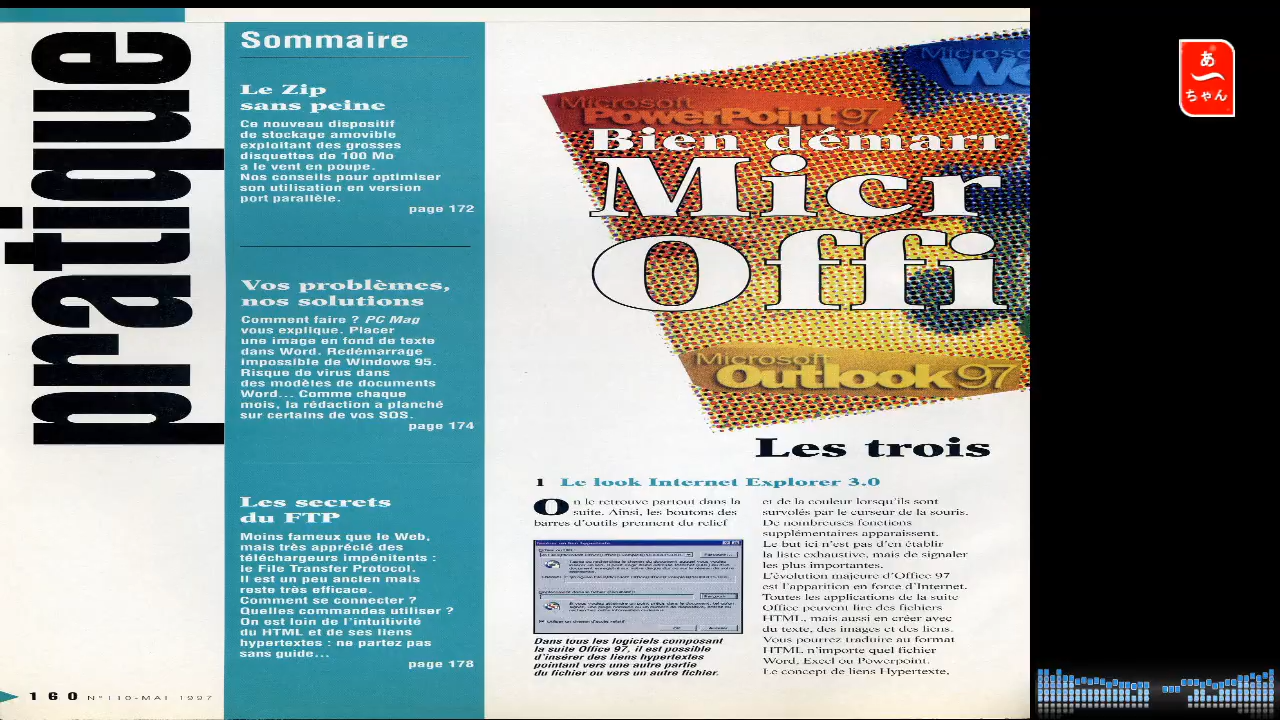 pratique
Sommaire
Le Zip
sans peine
Ce nouveau dispositif
de stockage amovible
exploitant des grosses
disquettes de 100 Mo
a le vent en poupe.
Nos conseils pour optimiser
son utilisation en version
port parallèle.
page 172
Vos problèmes,
nos solutions
Comment faire ? PC Mag
vous explique. Placer
une image en fond de texte
dans Word. Redémarrage
impossible de Windows 95.
Risque de virus dans
des modèles de documents
Word... Comme chaque
mois, la rédaction a planché
sur certains de vos SOS.
page 174
Les secrets
du FTP
Moins fameux que le Web,
mais très apprécié des
téléchargeurs impénitents :
le File Transfer Protocol.
Il est un peu ancien mais
reste très efficace.
Comment se connecter ?
Quelles commandes utiliser ?
On est loin de l'intuitivité
du HTML et de ses liens
hypertextes : ne partez pas
sans guide...
page 178
160 N°110-MAI 1997
Microsoft
PowerPoint 97
Bien démarr
Micr
Offi
Microsoft
Outlook 97
Les trois
1 Le look Internet Explorer 3.0
On le retrouve partout dans la
suite. Ainsi, les boutons des
barres d'outils prennent du relief
Dans tous les logiciels composant
la suite Office 97, il est possible
d'insérer des liens hypertextes
pointant vers une autre partie
du fichier ou vers un autre fichier.
et de la couleur lorsqu'ils sont
survolés par le curseur de la souris.
De nombreuses fonctions
supplémentaires apparaissent.
Le but ici n'est pas d'en établir
la liste exhaustive, mais de signaler
les plus importantes.
L'évolution majeure d'Office 97
est l'apparition en force d'Internet.
Toutes les applications de la suite
Office peuvent lire des fichiers
HTML, mais aussi en créer avec
du texte, des images et des liens.
Vous pourrez traduire au format
HTML n'importe quel fichier
Word, Excel ou Powerpoint.
Le concept de liens Hypertexte,
あ
ー
ちゃん